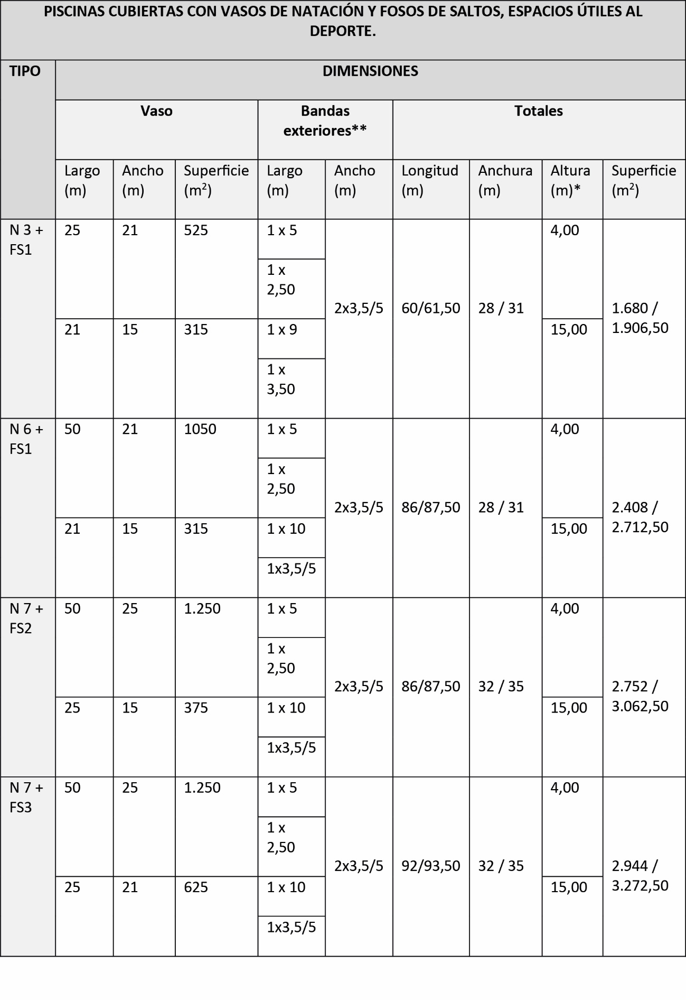 PISCINAS CUBIERTAS CON VASOS DE NATACIÓN Y FOSOS DE SALTOS, ESPACIOS ÚTILES AL
DEPORTE.
TIPO
DIMENSIONES
Vaso
Bandas
exteriores**
Totales
Largo
(m)
Ancho
(m)
Superficie
(m²)
Largo
(m)
Ancho
(m)
Longitud
(m)
Anchura
(m)
Altura
(m)*
Superficie
(m²)
N 3 +
FS1
25
21
525
1 x 5
1 x
2,50
2x3,5/5
60/61,50
28 / 31
4,00
1.680 /
1.906,50
21
15
315
1 x 9
1 x
3,50
15,00
N 6 +
FS1
50
21
1050
1 x 5
1 x
2,50
2x3,5/5
86/87,50
28 / 31
4,00
2.408 /
2.712,50
21
15
315
1 x 10
1x3,5/5
15,00
N 7 +
FS2
50
25
1.250
1 x 5
1 x
2,50
2x3,5/5
86/87,50
32 / 35
4,00
2.752 /
3.062,50
25
15
375
1 x 10
1x3,5/5
15,00
N 7 +
FS3
50
25
1.250
1 x 5
1 x
2,50
2x3,5/5
92/93,50
32 / 35
4,00
2.944 /
3.272,50
25
21
625
1 x 10
1x3,5/5
15,00